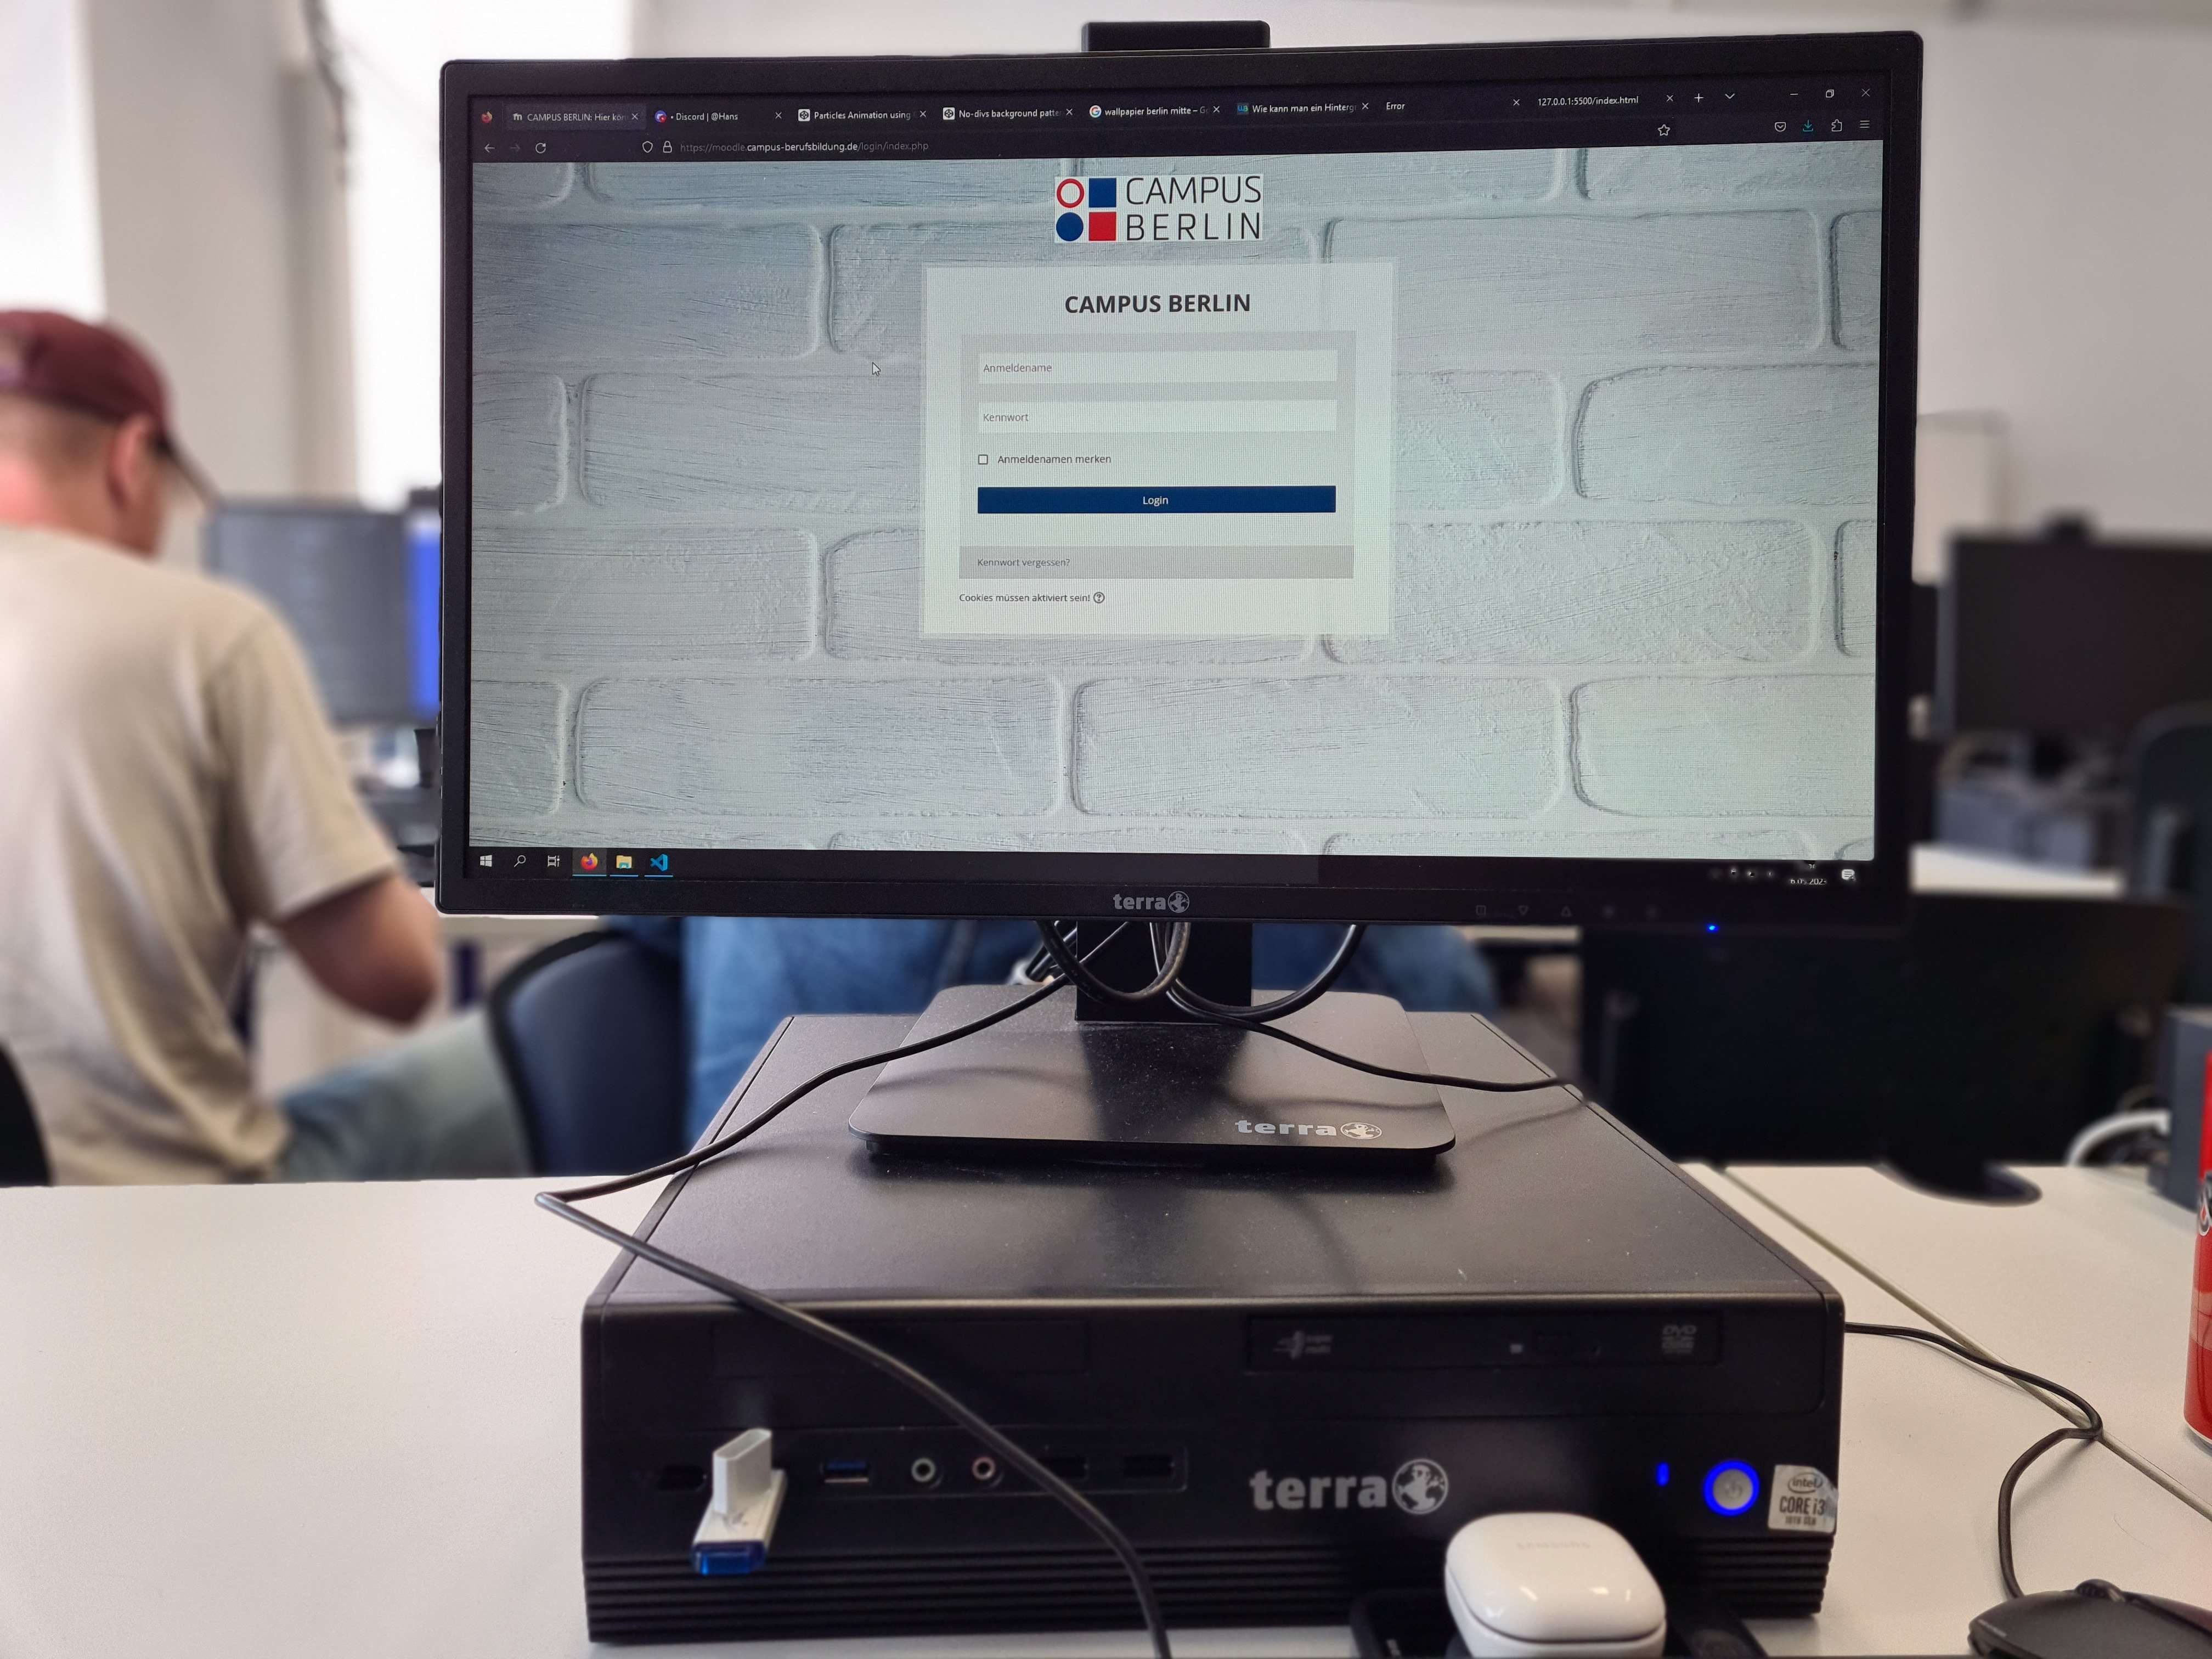 CAMPUS BERLIN: Hier kön
• Discord | @Hans
Particles Animation using
No-divs background patte
wallpapier berlin mitte – Go
Wie kann man ein Hintergr
Error
127.0.0.1:5500/index.html
https://moodle.campus-berufsbildung.de/login/index.php
CAMPUS
BERLIN
CAMPUS BERLIN
Anmeldename
Kennwort
Anmeldenamen merken
Login
Kennwort vergessen?
Cookies müssen aktiviert sein!
terra
terra
DVD
terra
intel
CORE i3
SAMSUNG